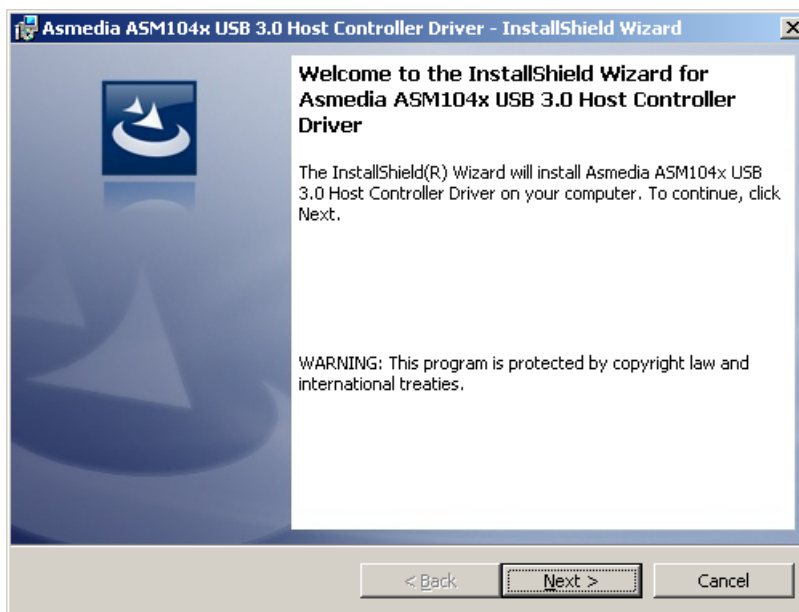 Asmedia ASM104x USB 3.0 Host Controller Driver - InstallShield Wizard
Welcome to the InstallShield Wizard for
Asmedia ASM104x USB 3.0 Host Controller
Driver
The InstallShield(R) Wizard will install Asmedia ASM104x USB
3.0 Host Controller Driver on your computer. To continue, click
Next.
WARNING: This program is protected by copyright law and
international treaties.
< Back
Next >
Cancel